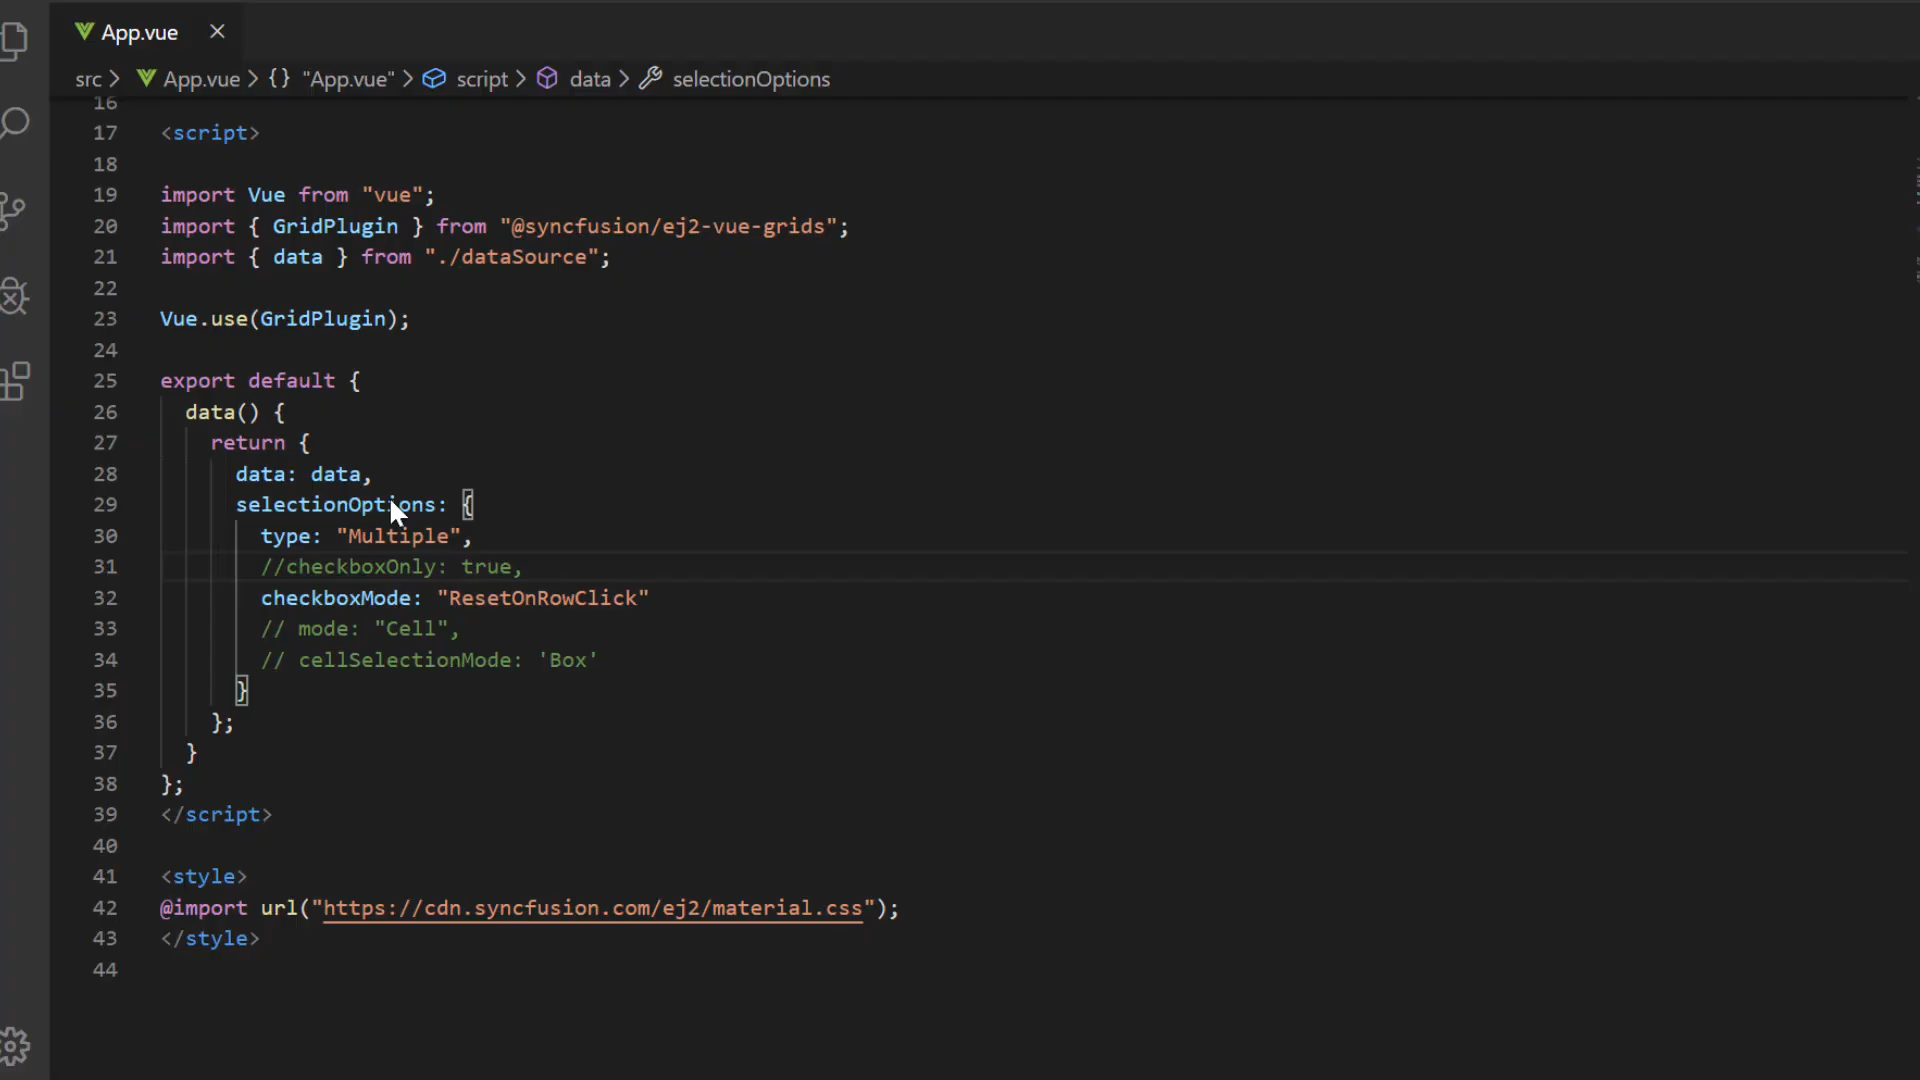 App.vue
src > App.vue > {} "App.vue" > script > data > selectionOptions
16
17 <script>
18
19 import Vue from "vue";
20 import { GridPlugin } from "@syncfusion/ej2-vue-grids";
21 import { data } from "./dataSource";
22
23 Vue.use(GridPlugin);
24
25 export default {
26 data() {
27 return {
28 data: data,
29 selectionOptions: {
30 type: "Multiple",
31 //checkboxOnly: true,
32 checkboxMode: "ResetOnRowClick"
33 // mode: "Cell",
34 // cellSelectionMode: 'Box'
35 }
36 };
37 }
38 };
39 </script>
40
41 <style>
42 @import url("https://cdn.syncfusion.com/ej2/material.css");
43 </style>
44